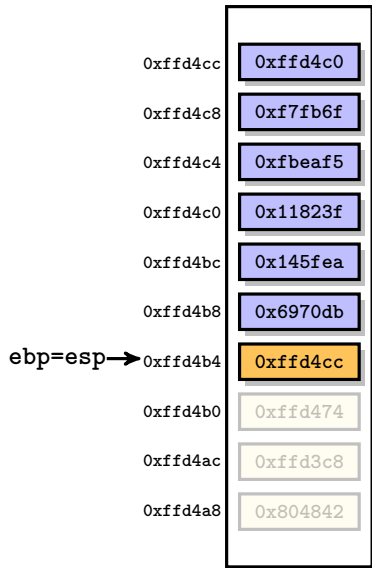 0xffd4cc 0xffd4c0
0xffd4c8 0xf7fb6f
0xffd4c4 0xfbeaf5
0xffd4c0 0x11823f
0xffd4bc 0x145fea
0xffd4b8 0x6970db
ebp=esp 0xffd4b4 0xffd4cc
0xffd4b0 0xffd474
0xffd4ac 0xffd3c8
0xffd4a8 0x804842